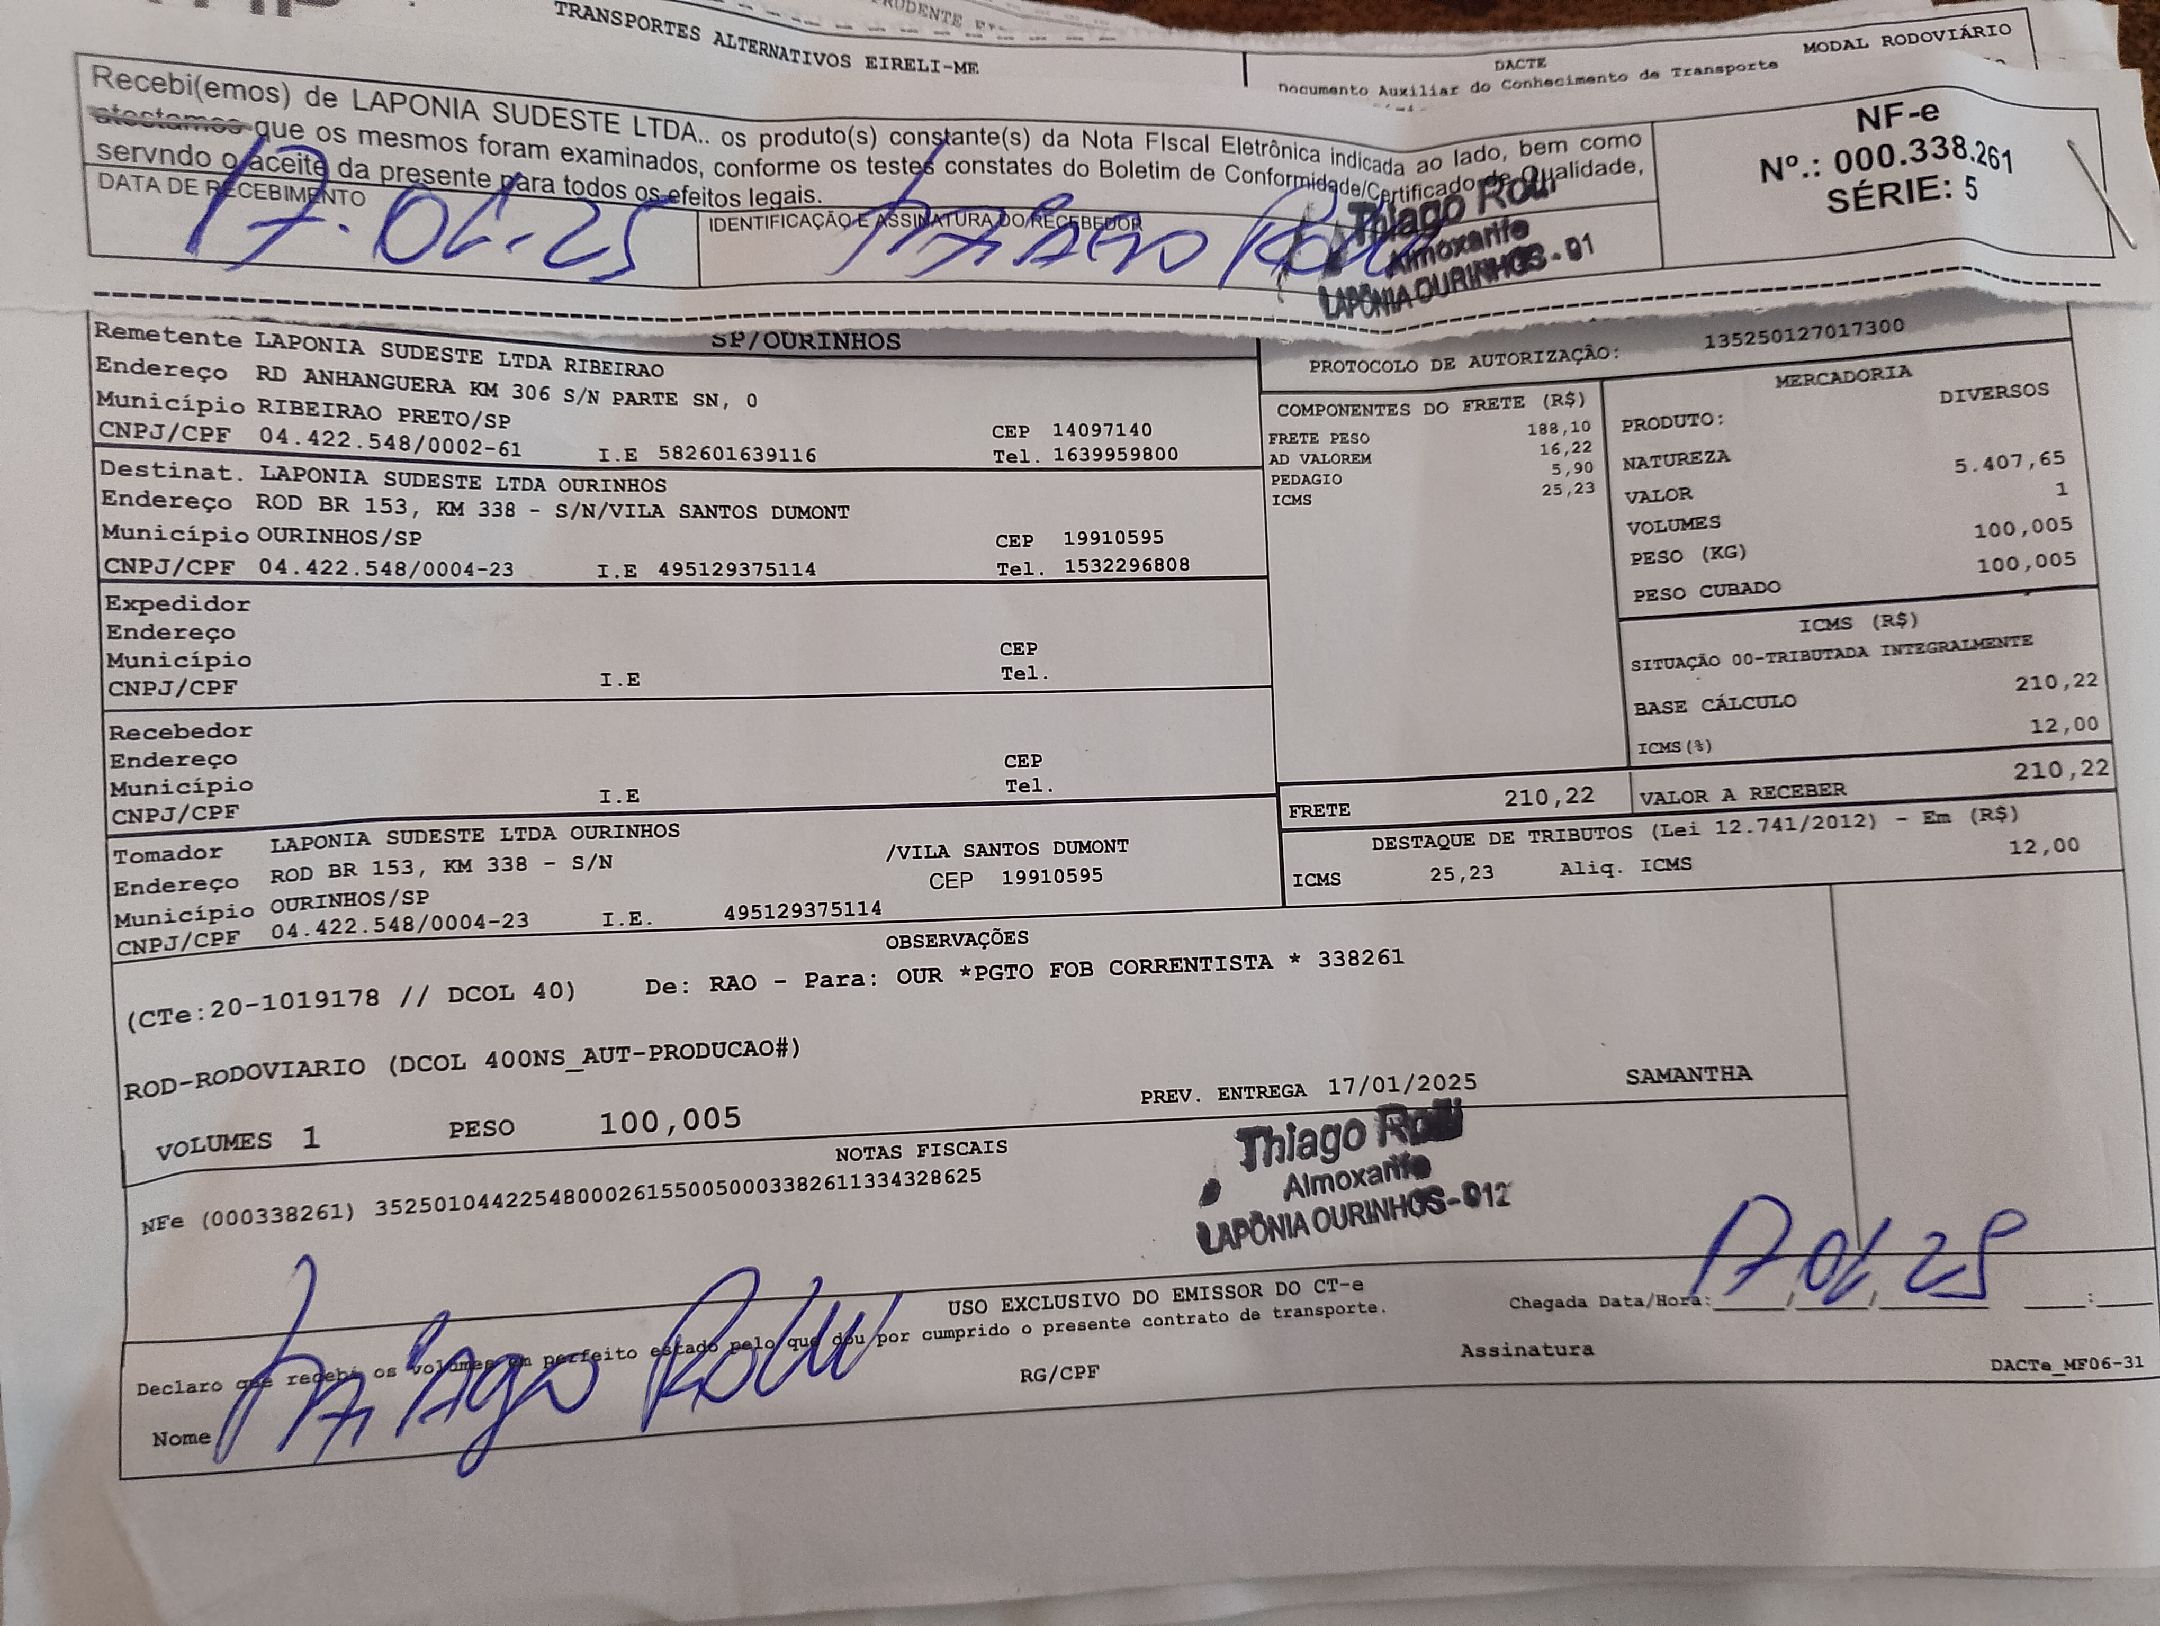 TRANSPORTES ALTERNATIVOS EIRELI-ME
DACTE
MODAL RODOVIÁRIO
Documento Auxiliar do Conhecimento de Transporte
Recebi(emos) de LAPONIA SUDESTE LTDA.. os produto(s) constante(s) da Nota FIscal Eletrônica indicada ao lado, bem como
atestamos que os mesmos foram examinados, conforme os testes constates do Boletim de Conformidade/Certificado de Qualidade,
servndo o aceite da presente para todos os efeitos legais.
NF-e
Nº.: 000.338.261
SÉRIE: 5
DATA DE RECEBIMENTO
17.01.25
IDENTIFICAÇÃO E ASSINATURA DO RECEBEDOR
Thiago
Thiago
Almoxarife
LAPÔNIA OURINHOS-
SP/OURINHOS
Remetente LAPONIA SUDESTE LTDA RIBEIRAO
Endereço RD ANHANGUERA KM 306 S/N PARTE SN, 0
Município RIBEIRAO PRETO/SP CEP 14097140
CNPJ/CPF 04.422.548/0002-61 I.E 582601639116 Tel. 1639959800
Destinat. LAPONIA SUDESTE LTDA OURINHOS
Endereço ROD BR 153, KM 338 - S/N/VILA SANTOS DUMONT
Município OURINHOS/SP CEP 19910595
CNPJ/CPF 04.422.548/0004-23 I.E 495129375114 Tel. 1532296808
Expedidor
Endereço
Município CEP
CNPJ/CPF I.E Tel.
Recebedor
Endereço CEP
Município Tel.
CNPJ/CPF I.E
Tomador LAPONIA SUDESTE LTDA OURINHOS
Endereço ROD BR 153, KM 338 - S/N /VILA SANTOS DUMONT
Município OURINHOS/SP CEP 19910595
CNPJ/CPF 04.422.548/0004-23 I.E. 495129375114
PROTOCOLO DE AUTORIZAÇÃO: 135250127017300
COMPONENTES DO FRETE (R$)
FRETE PESO 188,10
AD VALOREM 16,22
PEDAGIO 5,90
ICMS 25,23
MERCADORIA
PRODUTO: DIVERSOS
NATUREZA
VALOR 5.407,65
VOLUMES 1
PESO (KG) 100,005
PESO CUBADO 100,005
ICMS (R$)
SITUAÇÃO 00-TRIBUTADA INTEGRALMENTE
BASE CÁLCULO 210,22
ICMS(%) 12,00
FRETE 210,22 VALOR A RECEBER 210,22
DESTAQUE DE TRIBUTOS (Lei 12.741/2012) - Em (R$)
ICMS 25,23 Aliq. ICMS 12,00
OBSERVAÇÕES
(CTe:20-1019178 // DCOL 40) De: RAO - Para: OUR *PGTO FOB CORRENTISTA * 338261
ROD-RODOVIARIO (DCOL 400NS_AUT-PRODUCAO#)
VOLUMES 1 PESO 100,005 PREV. ENTREGA 17/01/2025 SAMANTHA
NOTAS FISCAIS
NFe (000338261) 35250104422548000261550050003382611334328625
Thiago
Almoxarife
LAPÔNIA OURINHOS-
USO EXCLUSIVO DO EMISSOR DO CT-e
Declaro que recebi os volumes em perfeito estado pelo que dou por cumprido o presente contrato de transporte.
Chegada Data/Hora:____/____/______ ___:___
17 01 25
Nome Thiago
RG/CPF
Assinatura
DACTe_MF06-31